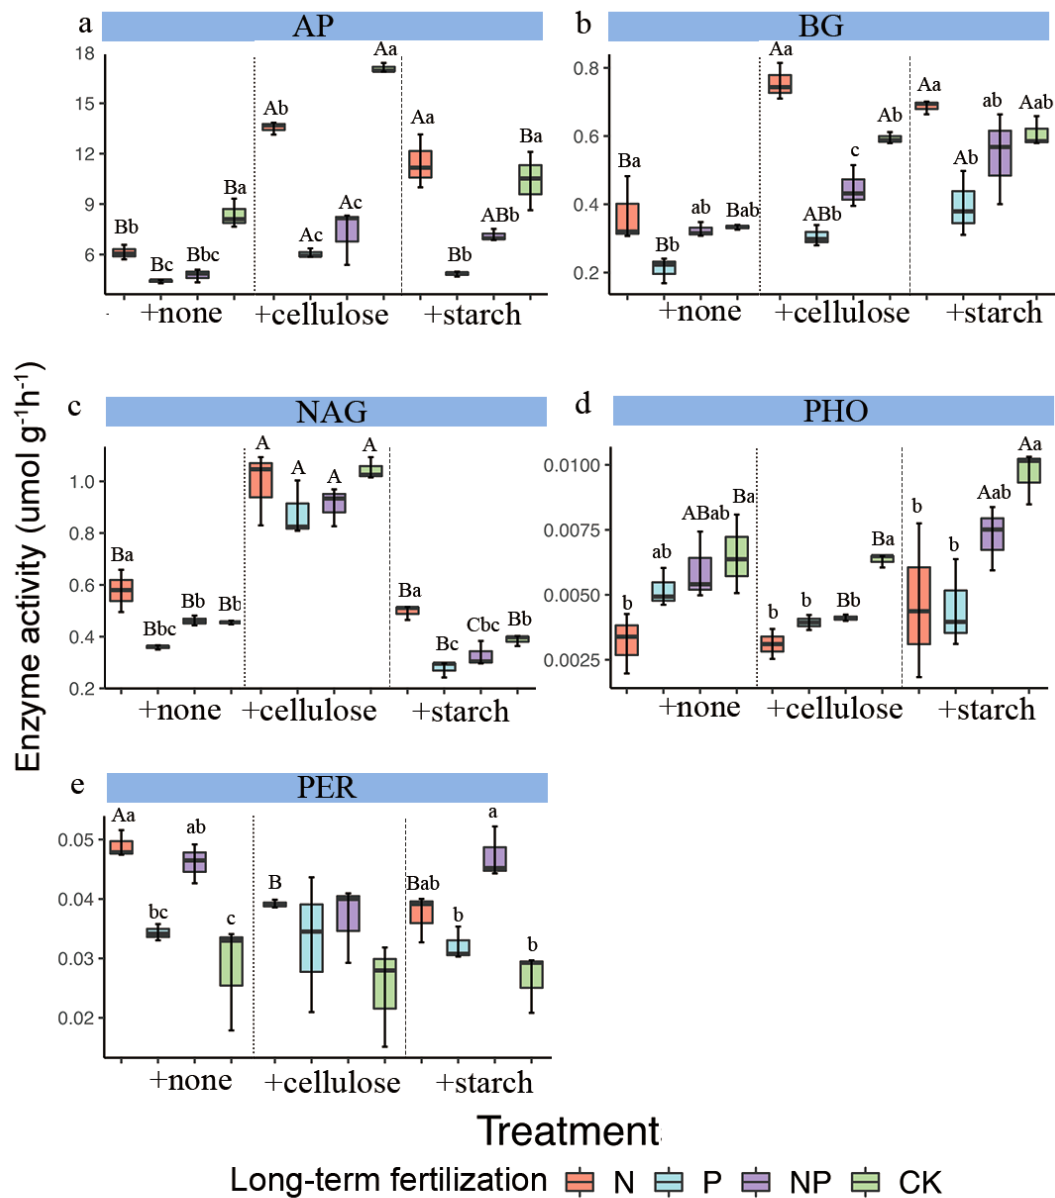 a AP
18
15
12
9
6
Bb Bc Bbc Ba Ab Ac Ac Aa Aa Bb ABb Ba
+none +cellulose +starch
b BG
0.8
0.6
0.4
0.2
Ba Bb ab Bab Aa ABb c Ab Aa Ab ab Aab
+none +cellulose +starch
Enzyme activity (umol g⁻¹h⁻¹)
c NAG
1.0
0.8
0.6
0.4
0.2
Ba Bbc Bb Bb A A A A Ba Bc Cbc Bb
+none +cellulose +starch
d PHO
0.0100
0.0075
0.0050
0.0025
b ab ABab Ba b b Bb Ba b b Aab Aa
+none +cellulose +starch
e PER
0.05
0.04
0.03
0.02
Aa bc ab c B Bab b a b
+none +cellulose +starch
Treatment
Long-term fertilization N P NP CK